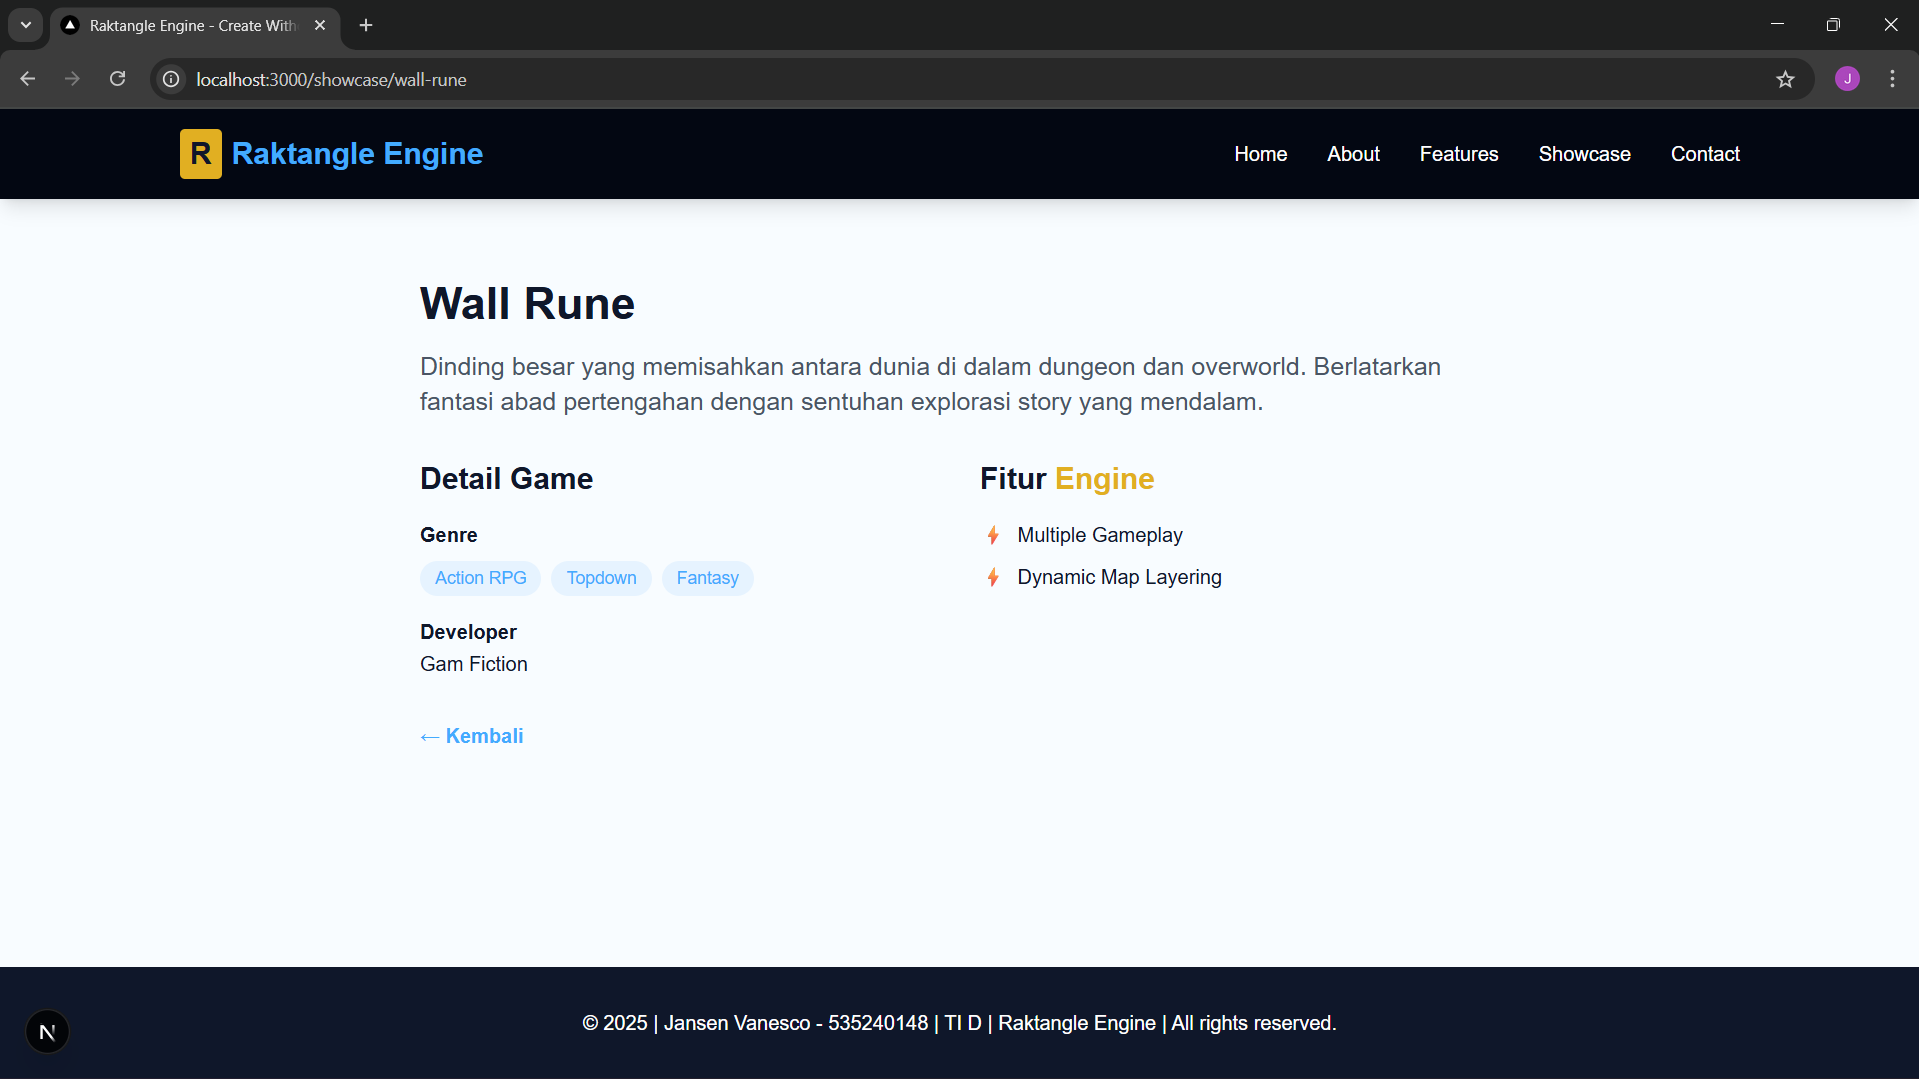 Raktangle Engine - Create With
localhost:3000/showcase/wall-rune
J
R Raktangle Engine
Home About Features Showcase Contact
Wall Rune
Dinding besar yang memisahkan antara dunia di dalam dungeon dan overworld. Berlatarkan
fantasi abad pertengahan dengan sentuhan explorasi story yang mendalam.
Detail Game
Genre
Action RPG Topdown Fantasy
Developer
Gam Fiction
Fitur Engine
Multiple Gameplay
Dynamic Map Layering
← Kembali
N
© 2025 | Jansen Vanesco - 535240148 | TI D | Raktangle Engine | All rights reserved.